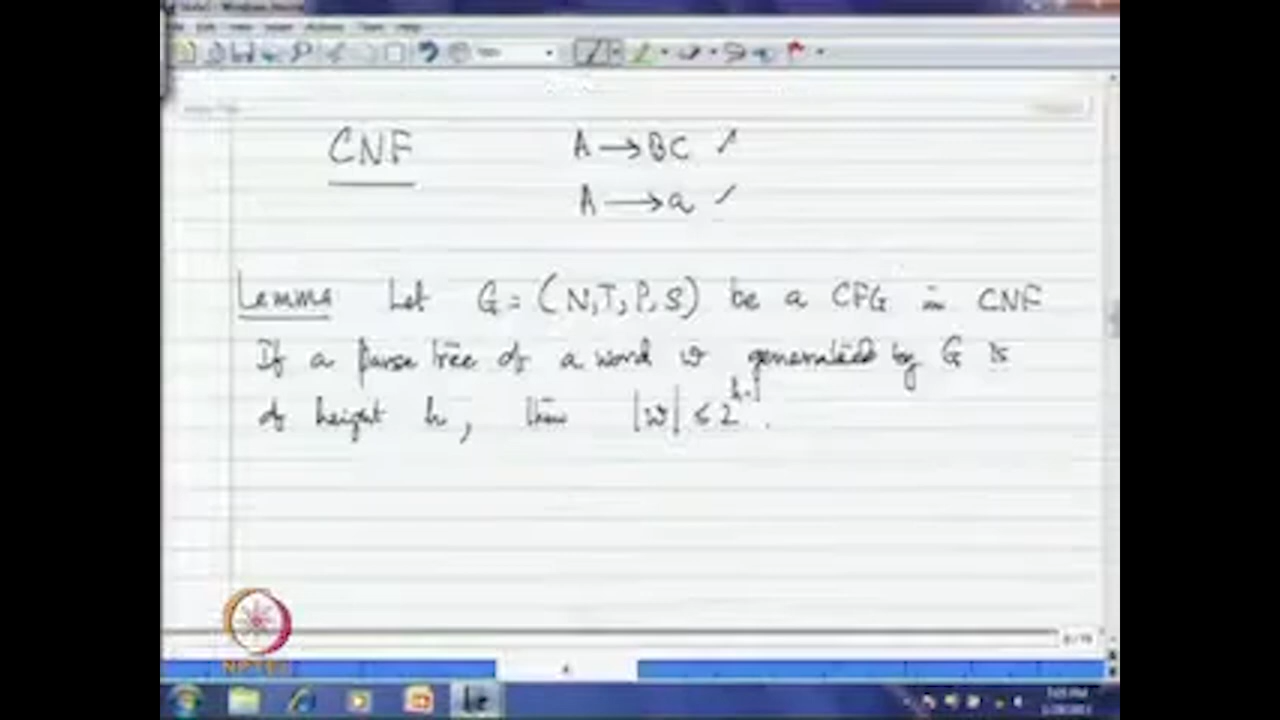 CNF
A → BC ✓
A → a ✓
Lemma Let G = (N, T, P, S) be a CFG in CNF
If a parse tree of a word w generated by G is
of height h, then |w| ≤ 2^{h-1}.
NPTEL